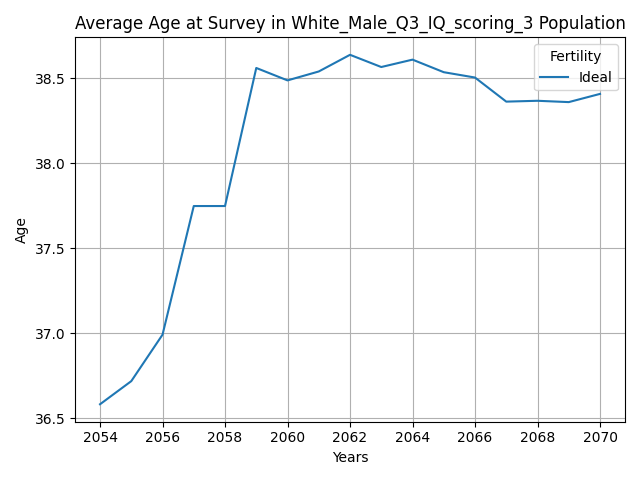 Average Age at Survey in White_Male_Q3_IQ_scoring_3 Population
Fertility
Ideal
38.5
38.0
37.5
37.0
36.5
Age
2054 2056 2058 2060 2062 2064 2066 2068 2070
Years